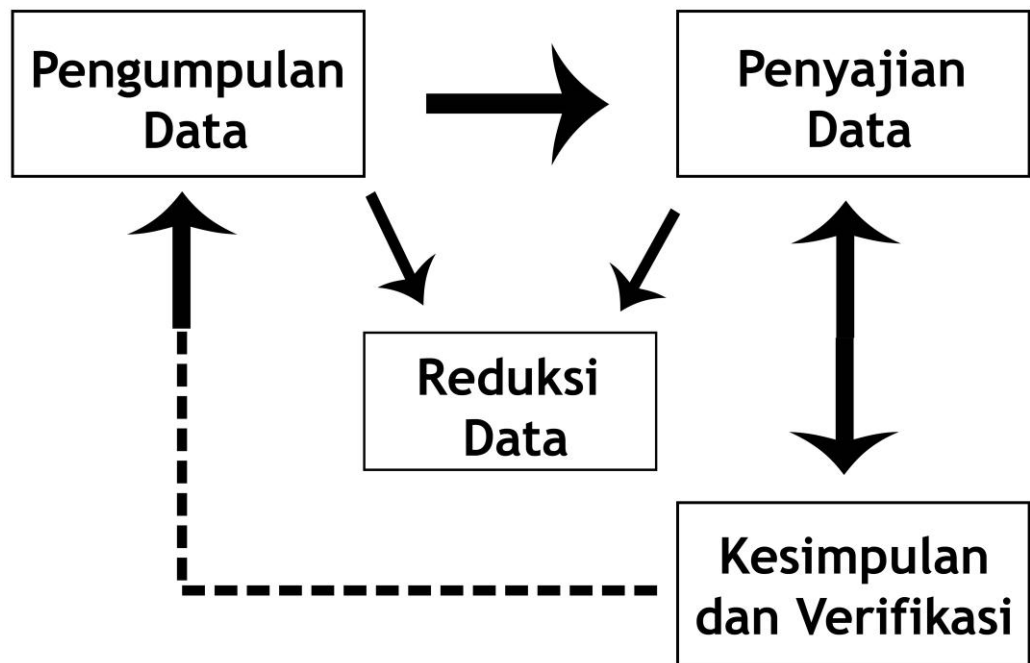 Pengumpulan
Data
Penyajian
Data
Reduksi
Data
Kesimpulan
dan Verifikasi